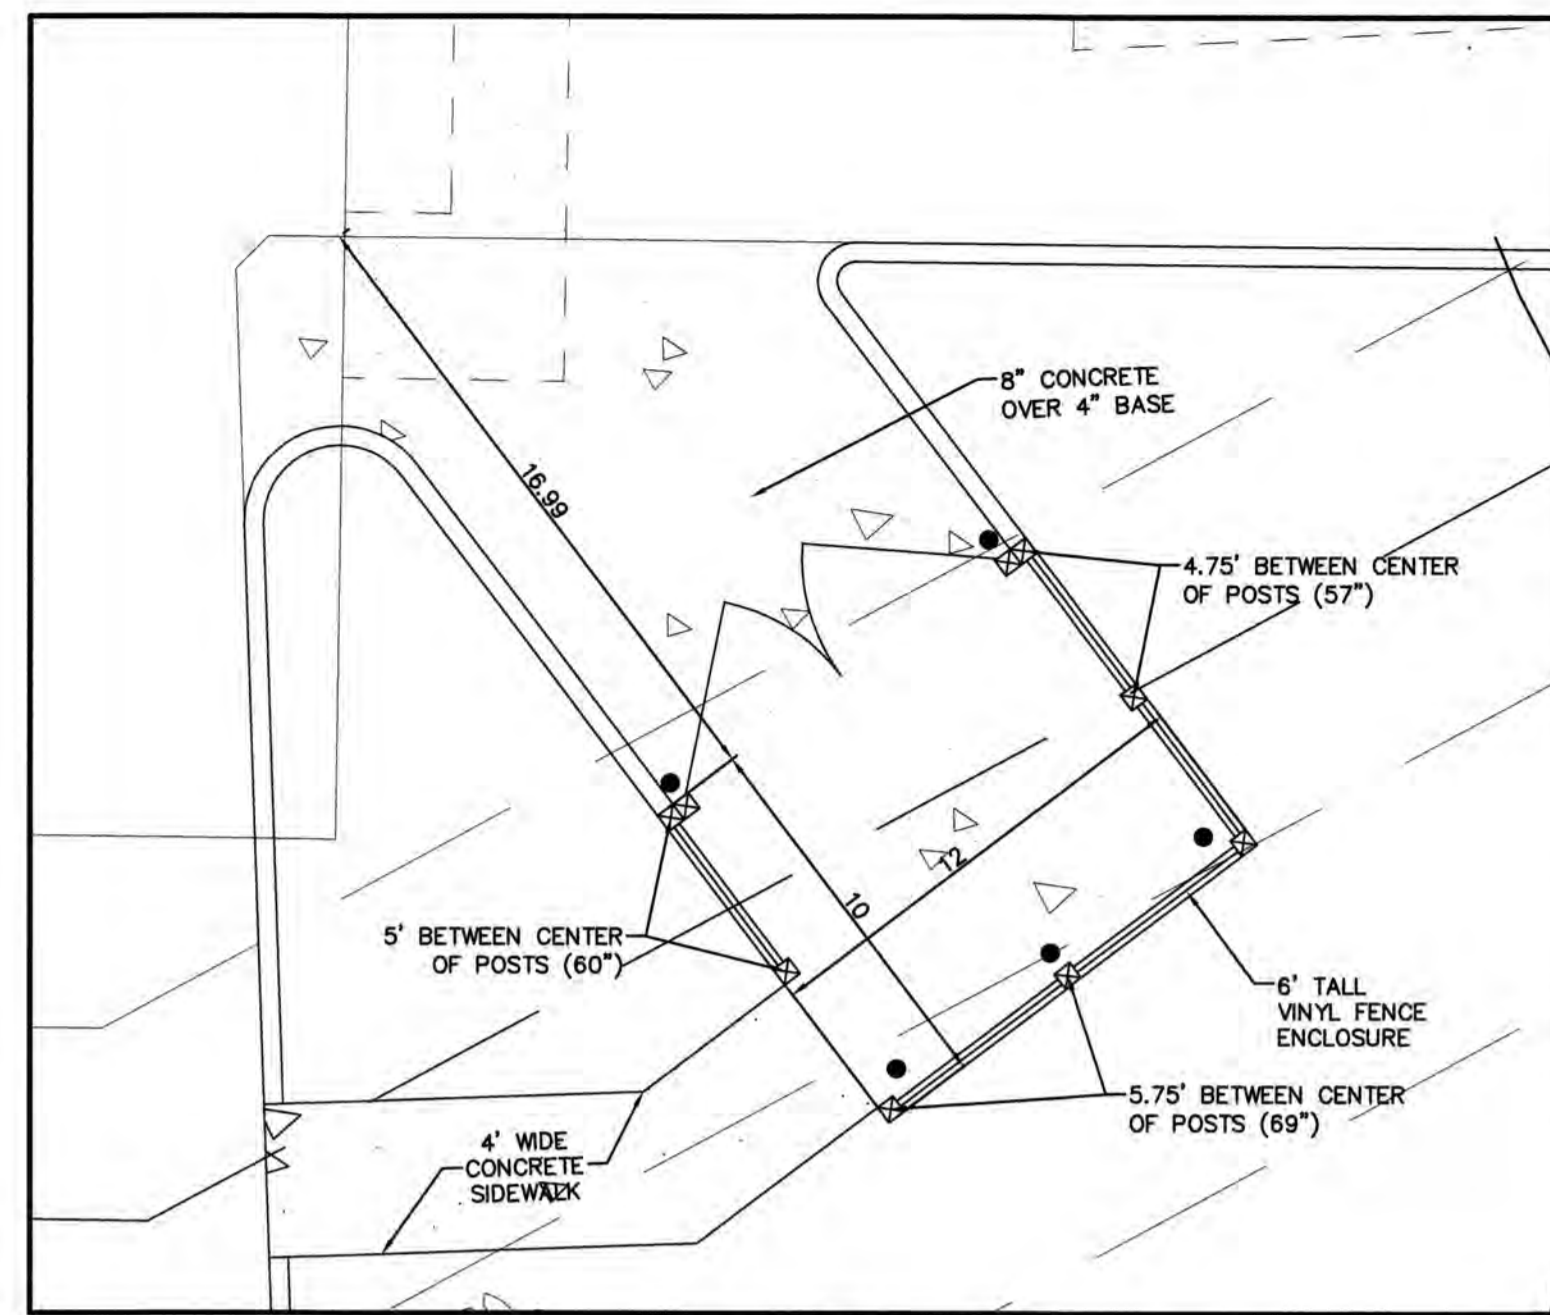 16.99
8" CONCRETE
OVER 4" BASE
4.75' BETWEEN CENTER
OF POSTS (57")
12
10
5' BETWEEN CENTER
OF POSTS (60")
6' TALL
VINYL FENCE
ENCLOSURE
5.75' BETWEEN CENTER
OF POSTS (69")
4' WIDE
CONCRETE
SIDEWALK